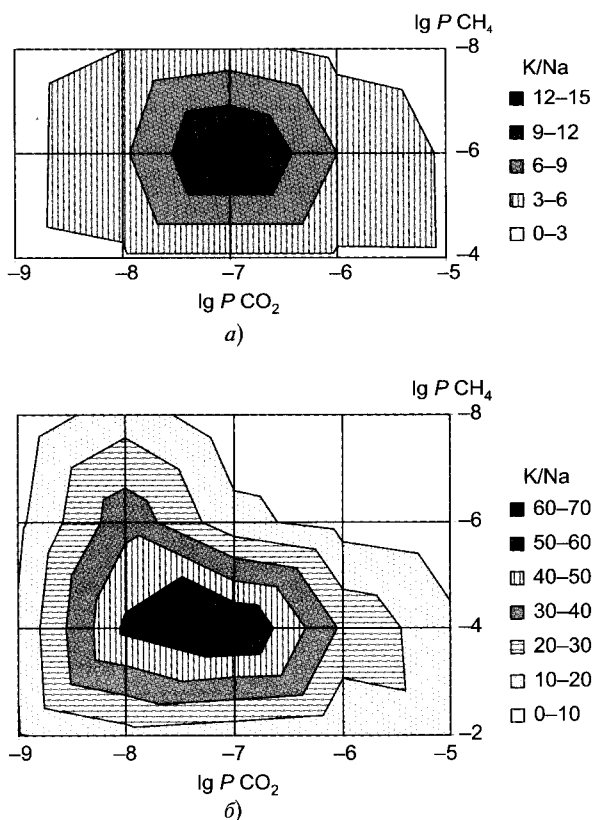 lg P CH₄
–8
K/Na
12–15
9–12
6–9
–6
3–6
0–3
–4
–9 –8 –7 –6 –5
lg P CO₂
а)
lg P CH₄
–8
K/Na
60–70
–6
50–60
40–50
30–40
–4
20–30
10–20
0–10
–2
–9 –8 –7 –6 –5
lg P CO₂
б)